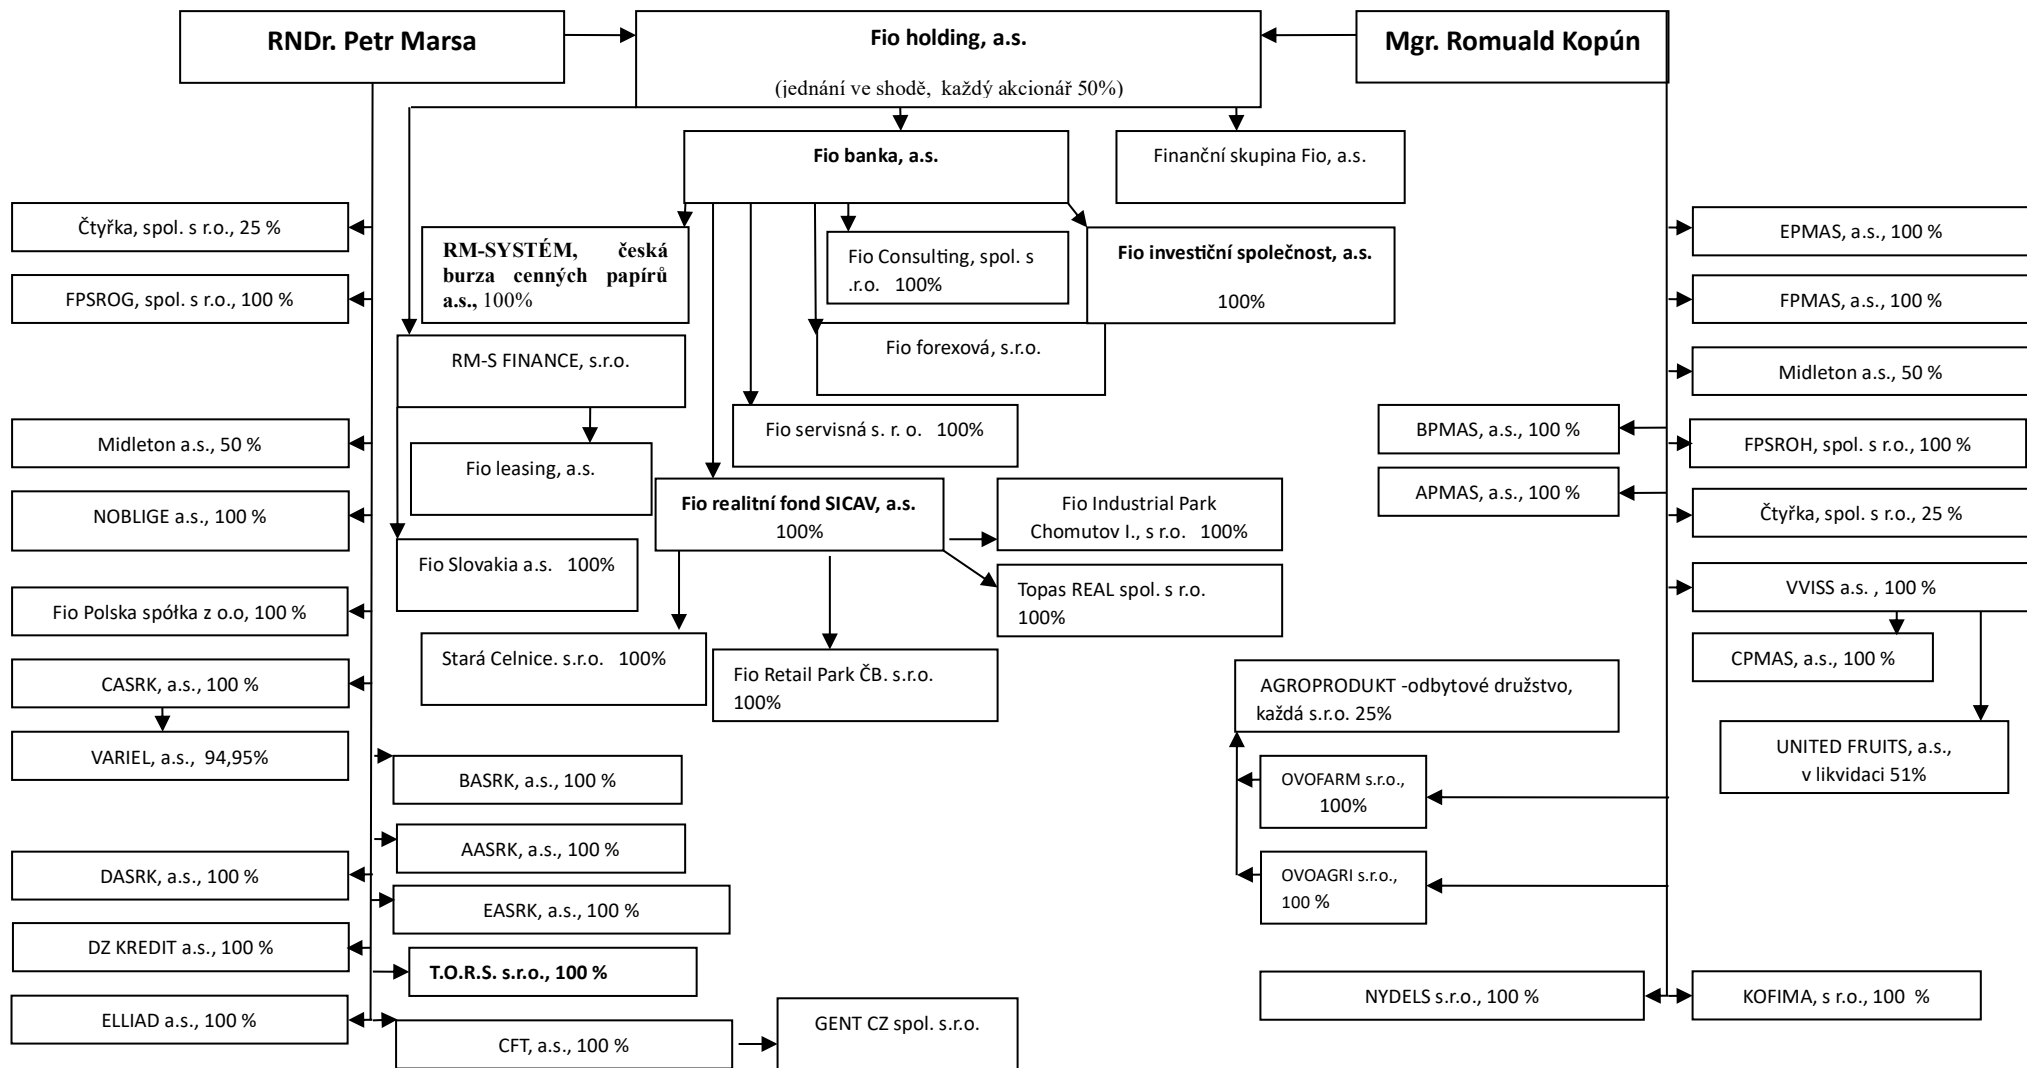 RNDr. Petr Marsa
Fio holding, a.s.
(jednání ve shodě, každý akcionář 50%)
Mgr. Romuald Kopún
Fio banka, a.s.
Finanční skupina Fio, a.s.
Čtyřka, spol. s r.o., 25 %
FPSROG, spol. s r.o., 100 %
RM-SYSTÉM, česká
burza cenných papírů
a.s., 100%
Fio Consulting, spol. s
.r.o. 100%
Fio investiční společnost, a.s.
100%
EPMAS, a.s., 100 %
FPMAS, a.s., 100 %
RM-S FINANCE, s.r.o.
Fio forexová, s.r.o.
Midleton a.s., 50 %
Midleton a.s., 50 %
Fio servisná s. r. o. 100%
BPMAS, a.s., 100 %
FPSROH, spol. s r.o., 100 %
Fio leasing, a.s.
APMAS, a.s., 100 %
NOBLIGE a.s., 100 %
Fio realitní fond SICAV, a.s.
100%
Fio Industrial Park
Chomutov I., s r.o. 100%
Čtyřka, spol. s r.o., 25 %
Fio Slovakia a.s. 100%
Topas REAL spol. s r.o.
100%
Fio Polska spółka z o.o, 100 %
VVISS a.s. , 100 %
Stará Celnice. s.r.o. 100%
Fio Retail Park ČB. s.r.o.
100%
CPMAS, a.s., 100 %
CASRK, a.s., 100 %
AGROPRODUKT -odbytové družstvo,
každá s.r.o. 25%
VARIEL, a.s., 94,95%
UNITED FRUITS, a.s.,
v likvidaci 51%
BASRK, a.s., 100 %
OVOFARM s.r.o.,
100%
AASRK, a.s., 100 %
DASRK, a.s., 100 %
OVOAGRI s.r.o.,
100 %
EASRK, a.s., 100 %
DZ KREDIT a.s., 100 %
T.O.R.S. s.r.o., 100 %
NYDELS s.r.o., 100 %
KOFIMA, s r.o., 100 %
ELLIAD a.s., 100 %
CFT, a.s., 100 %
GENT CZ spol. s.r.o.